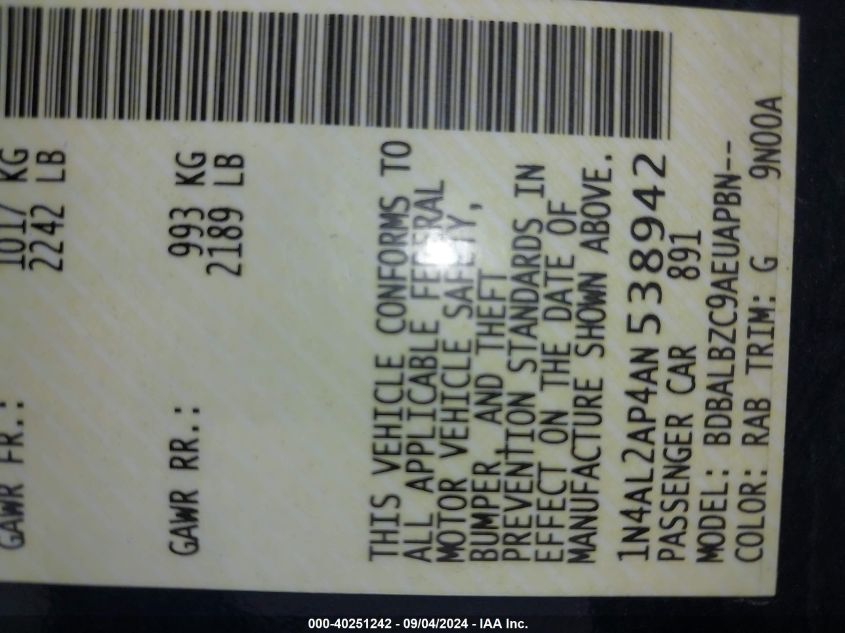 GAWR FR.: 1017 KG
2242 LB
GAWR RR.: 993 KG
2189 LB
THIS VEHICLE CONFORMS TO
ALL APPLICABLE FEDERAL
MOTOR VEHICLE SAFETY,
BUMPER, AND THEFT
PREVENTION STANDARDS IN
EFFECT ON THE DATE OF
MANUFACTURE SHOWN ABOVE.
1N4AL2AP4AN538942
PASSENGER CAR 891
MODEL: BDBALBZC9AEUAPBN--
COLOR: RAB TRIM: G 9N00A
000-40251242 - 09/04/2024 - IAA Inc.